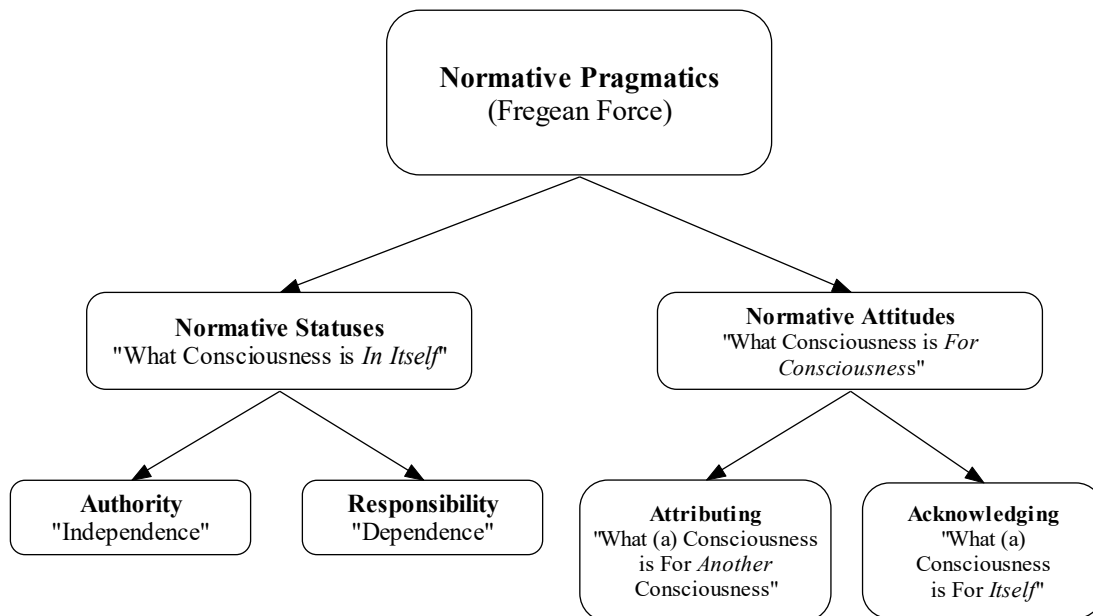 Normative Pragmatics
(Fregean Force)
Normative Statuses
"What Consciousness is In Itself"
Normative Attitudes
"What Consciousness is For
Consciousness"
Authority
"Independence"
Responsibility
"Dependence"
Attributing
"What (a) Consciousness
is For Another
Consciousness"
Acknowledging
"What (a)
Consciousness
is For Itself"